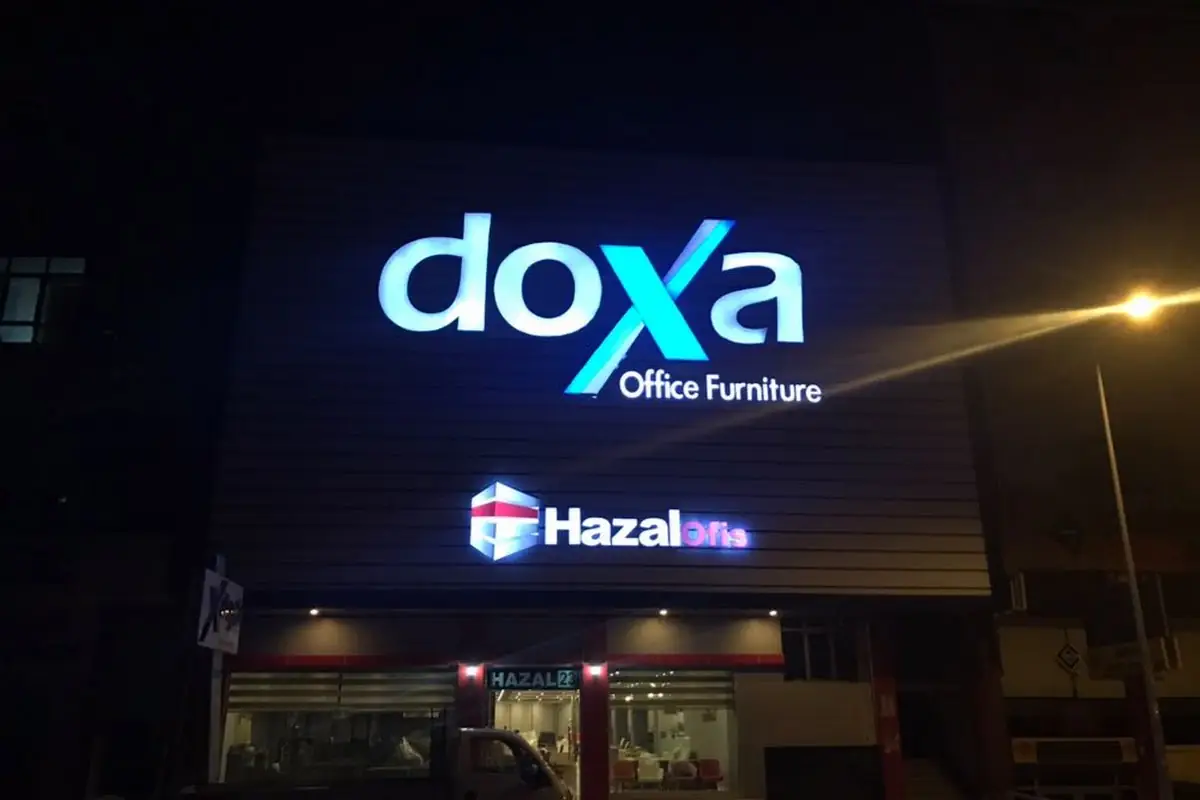 doxa
Office Furniture
HazalOfis
HAZAL 23